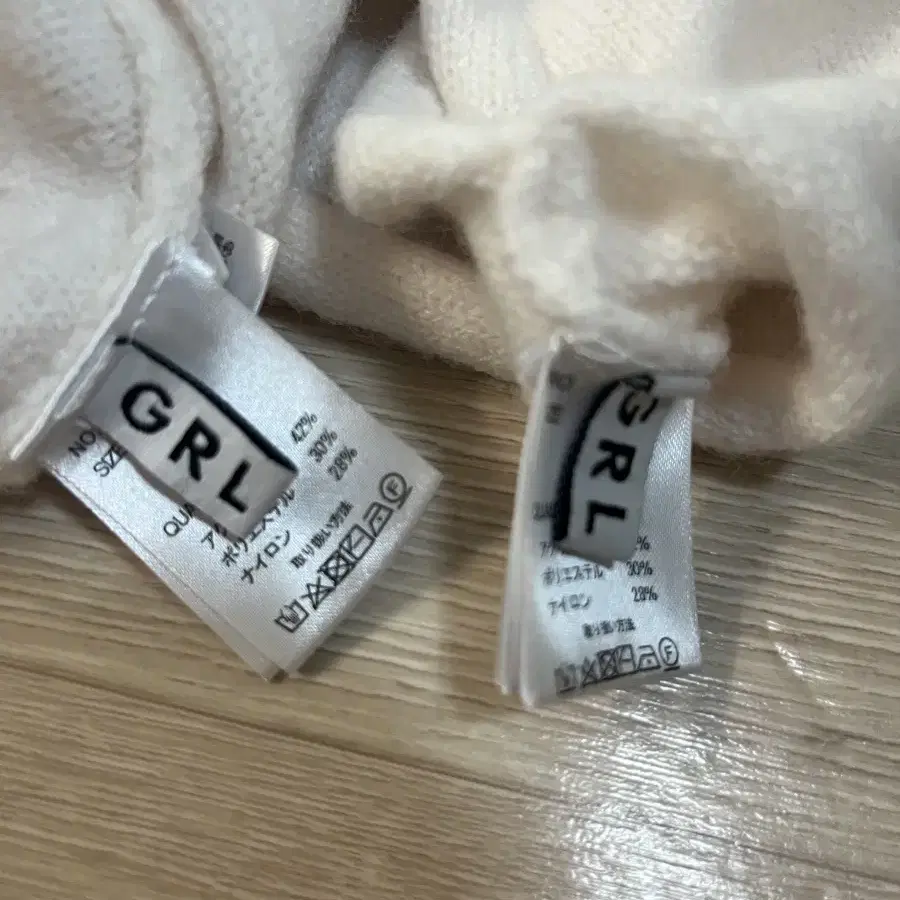 GRL
NO
SIZE
QUA
42%
ポリエステル 30%
ナイロン 28%
取り扱い方法
F
GRL
%
ポリエステル 30%
ナイロン 28%
取り扱い方法
F